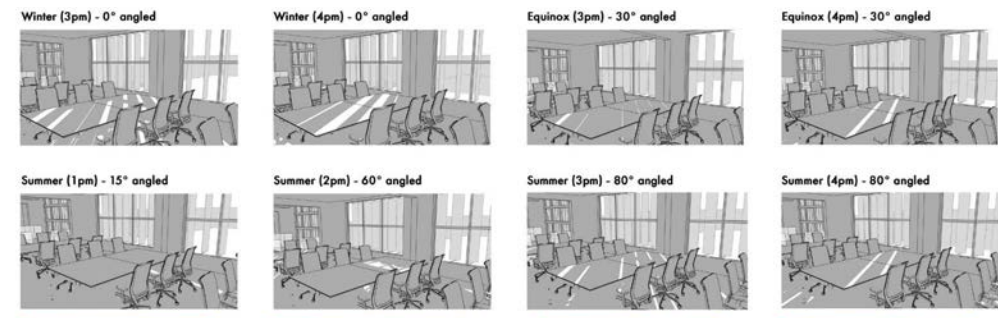 Winter (3pm) - 0° angled
Winter (4pm) - 0° angled
Equinox (3pm) - 30° angled
Equinox (4pm) - 30° angled
Summer (1pm) - 15° angled
Summer (2pm) - 60° angled
Summer (3pm) - 80° angled
Summer (4pm) - 80° angled